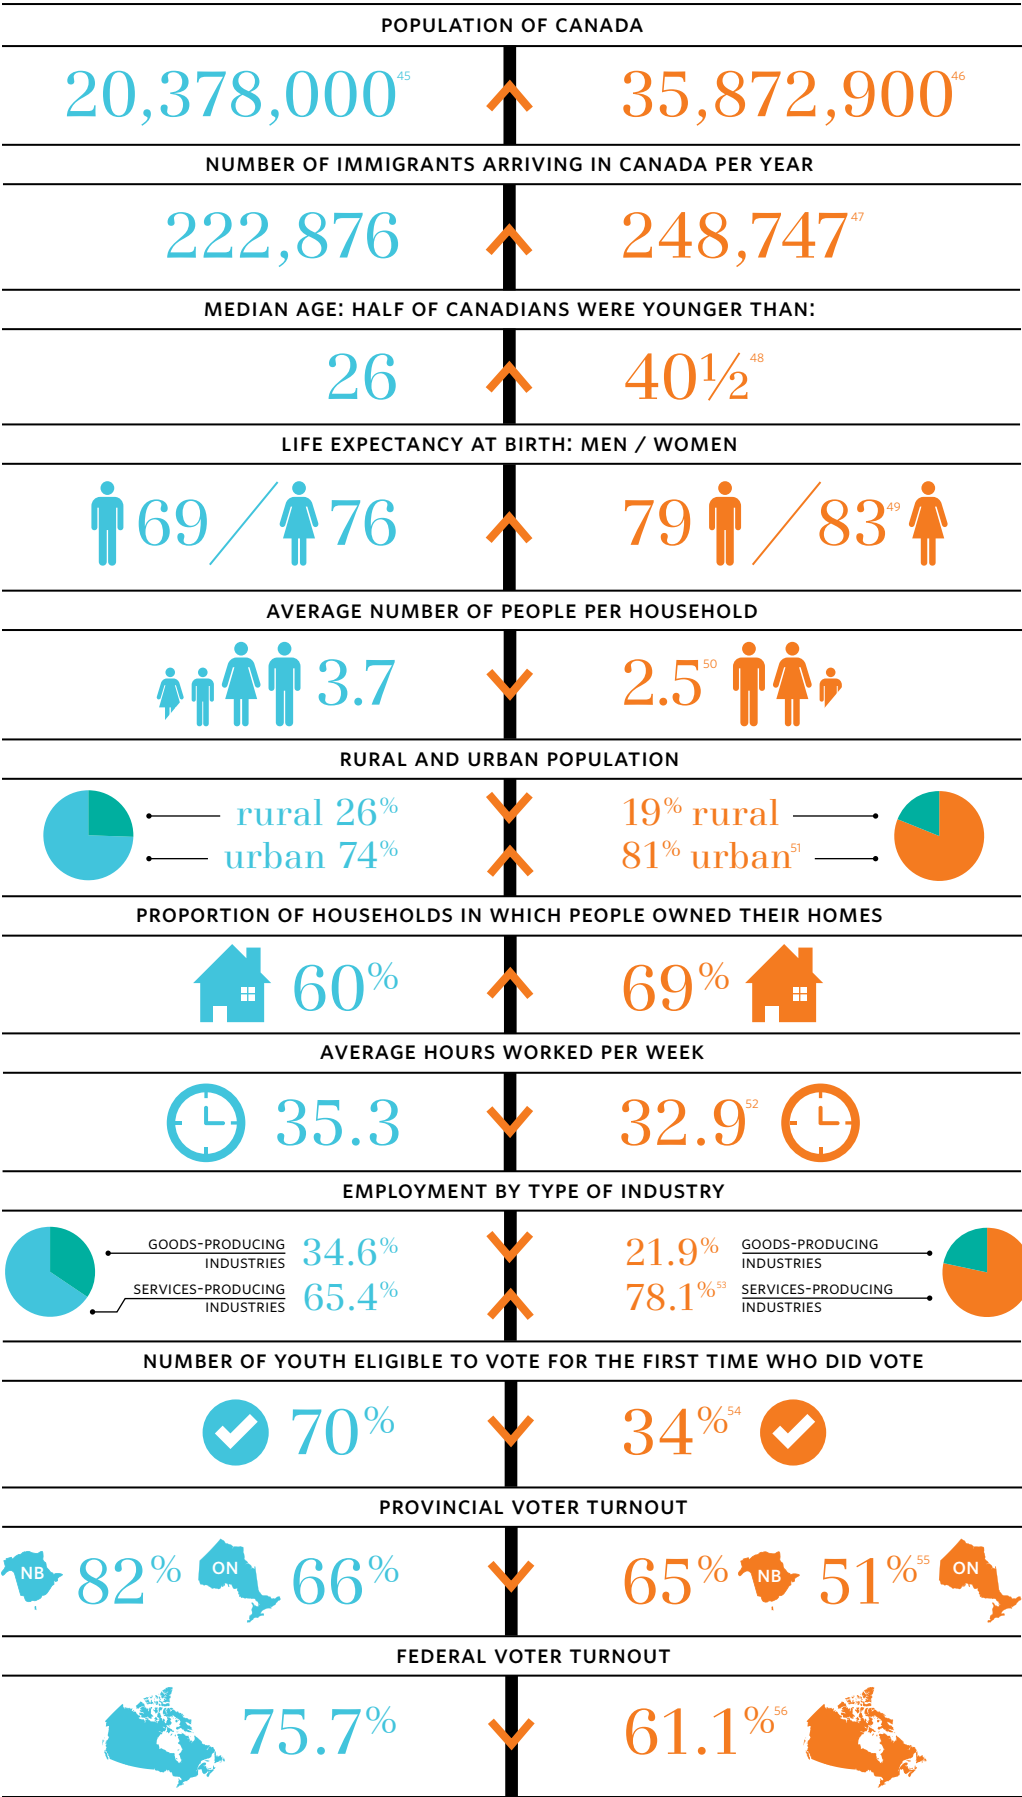 POPULATION OF CANADA
20,378,000⁴⁵ 35,872,900⁴⁶
NUMBER OF IMMIGRANTS ARRIVING IN CANADA PER YEAR
222,876 248,747⁴⁷
MEDIAN AGE: HALF OF CANADIANS WERE YOUNGER THAN:
26 40½⁴⁸
LIFE EXPECTANCY AT BIRTH: MEN / WOMEN
69 / 76 79 / 83⁴⁹
AVERAGE NUMBER OF PEOPLE PER HOUSEHOLD
3.7 2.5⁵⁰
RURAL AND URBAN POPULATION
rural 26% 19% rural
urban 74% 81% urban⁵¹
PROPORTION OF HOUSEHOLDS IN WHICH PEOPLE OWNED THEIR HOMES
60% 69%
AVERAGE HOURS WORKED PER WEEK
35.3 32.9⁵²
EMPLOYMENT BY TYPE OF INDUSTRY
GOODS-PRODUCING INDUSTRIES 34.6% 21.9% GOODS-PRODUCING INDUSTRIES
SERVICES-PRODUCING INDUSTRIES 65.4% 78.1%⁵³ SERVICES-PRODUCING INDUSTRIES
NUMBER OF YOUTH ELIGIBLE TO VOTE FOR THE FIRST TIME WHO DID VOTE
70% 34%⁵⁴
PROVINCIAL VOTER TURNOUT
NB 82% ON 66% 65% NB 51%⁵⁵ ON
FEDERAL VOTER TURNOUT
75.7% 61.1%⁵⁶